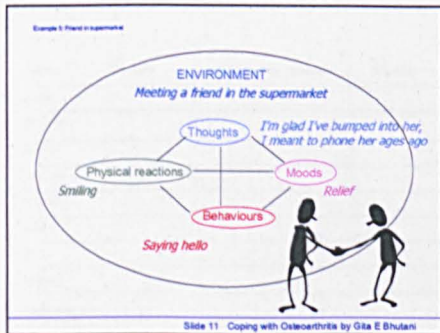 Example 5: Friend in supermarket
ENVIRONMENT
Meeting a friend in the supermarket
Thoughts
I'm glad I've bumped into her,
I meant to phone her ages ago
Physical reactions
Moods
Smiling
Relief
Behaviours
Saying hello
Slide 11 Coping with Osteoarthritis by Gita E Bhutani